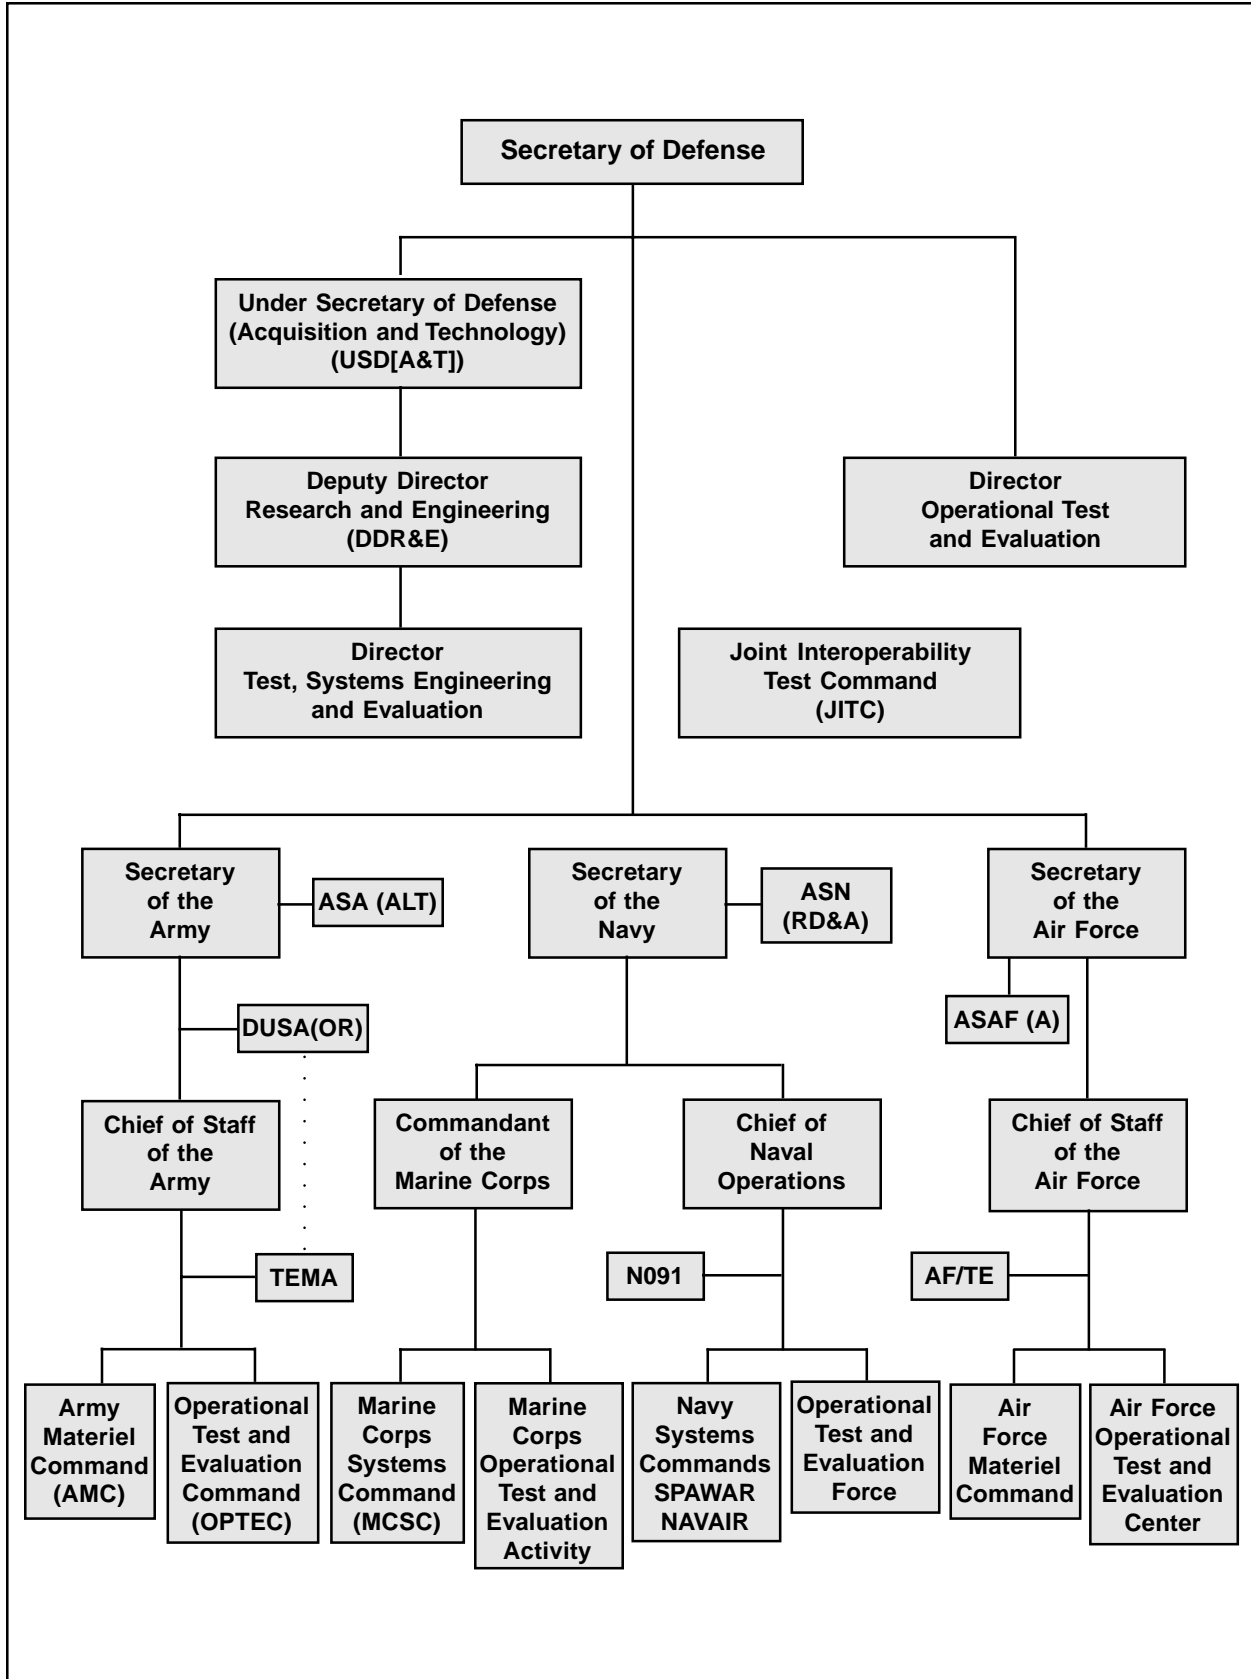 Secretary of Defense
Under Secretary of Defense
(Acquisition and Technology)
(USD[A&T])
Deputy Director
Research and Engineering
(DDR&E)
Director
Operational Test
and Evaluation
Director
Test, Systems Engineering
and Evaluation
Joint Interoperability
Test Command
(JITC)
Secretary
of the
Army
ASA (ALT)
Secretary
of the
Navy
ASN
(RD&A)
Secretary
of the
Air Force
DUSA(OR)
ASAF (A)
Chief of Staff
of the
Army
Commandant
of the
Marine Corps
Chief of
Naval
Operations
Chief of Staff
of the
Air Force
TEMA
N091
AF/TE
Army
Materiel
Command
(AMC)
Operational
Test and
Evaluation
Command
(OPTEC)
Marine
Corps
Systems
Command
(MCSC)
Marine
Corps
Operational
Test and
Evaluation
Activity
Navy
Systems
Commands
SPAWAR
NAVAIR
Operational
Test and
Evaluation
Force
Air
Force
Materiel
Command
Air Force
Operational
Test and
Evaluation
Center